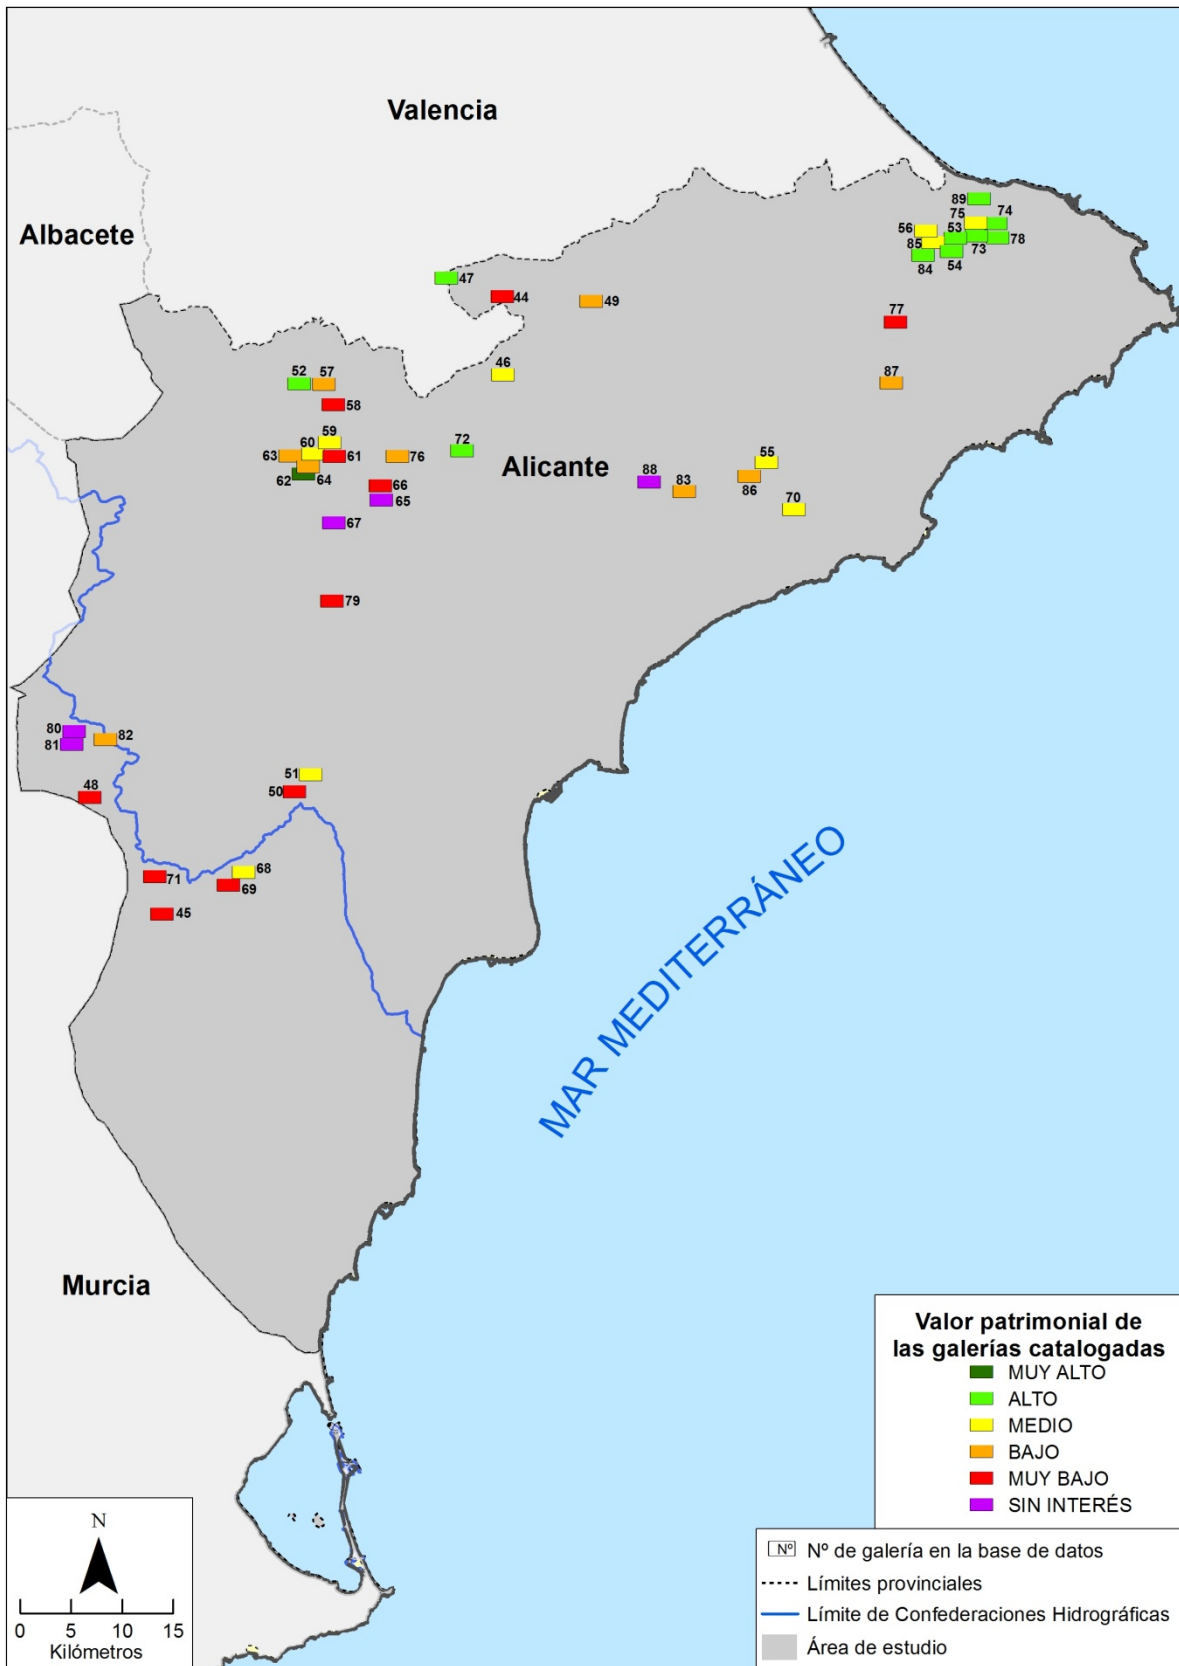 Valencia
Albacete
89
75
74
56
53
85
78
73
54
84
47
44
49
77
46
52
57
87
58
59
60
72
63
61
76
Alicante
55
62
64
66
88
83
86
65
70
67
79
80
82
81
51
48
50
68
71
69
45
MAR MEDITERRÁNEO
Murcia
Valor patrimonial de
las galerías catalogadas
MUY ALTO
ALTO
MEDIO
BAJO
MUY BAJO
SIN INTERÉS
Nº Nº de galería en la base de datos
Límites provinciales
Límite de Confederaciones Hidrográficas
Área de estudio
N
0 5 10 15
Kilómetros